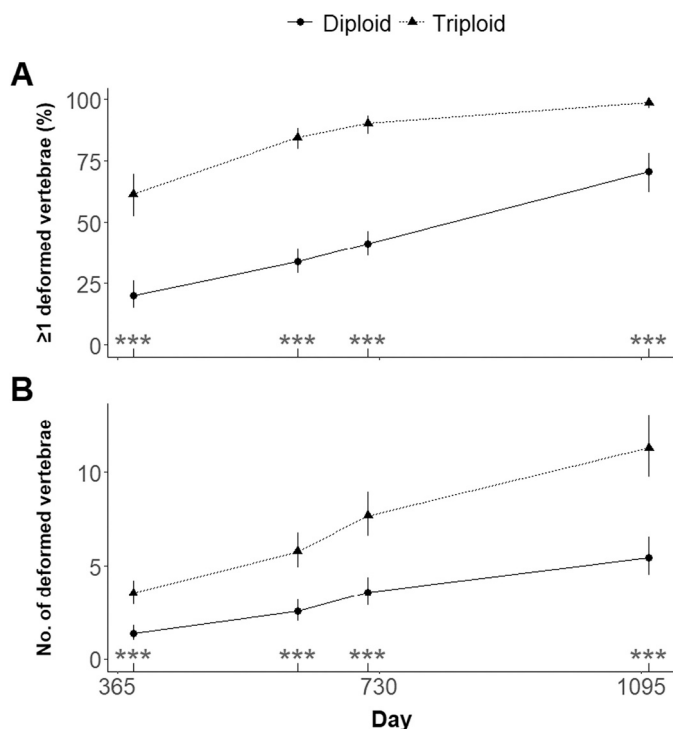 Diploid Triploid
A
≥1 deformed vertebrae (%)
100
75
50
25
0
*** *** *** ***
B
No. of deformed vertebrae
10
5
0
*** *** *** ***
365 730 1095
Day